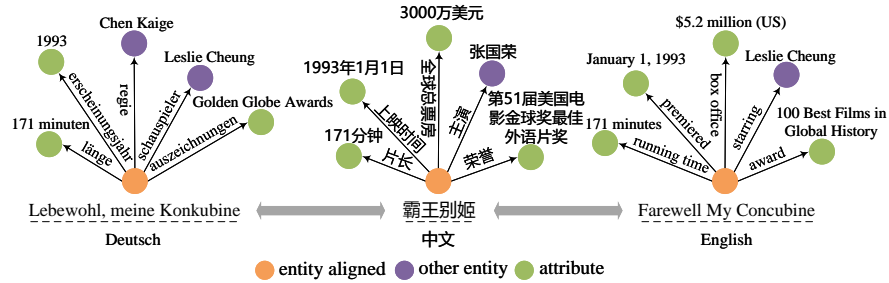 Chen Kaige
1993
Leslie Cheung
Golden Globe Awards
171 minuten
länge
erscheinungsjahr
regie
schauspieler
auszeichnungen
Lebewohl, meine Konkubine
Deutsch
3000万美元
1993年1月1日
张国荣
171分钟
第51届美国电
影金球奖最佳
外语片奖
片长
上映时间
全球总票房
主演
荣誉
霸王别姬
中文
$5.2 million (US)
January 1, 1993
Leslie Cheung
171 minutes
100 Best Films in
Global History
running time
premiered
box office
starring
award
Farewell My Concubine
English
entity aligned
other entity
attribute